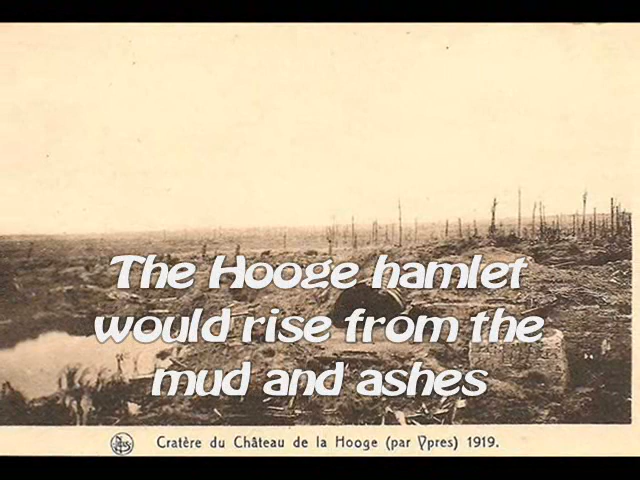 The Hooge hamlet
would rise from the
mud and ashes
Cratère du Château de la Hooge (par Ypres) 1919.